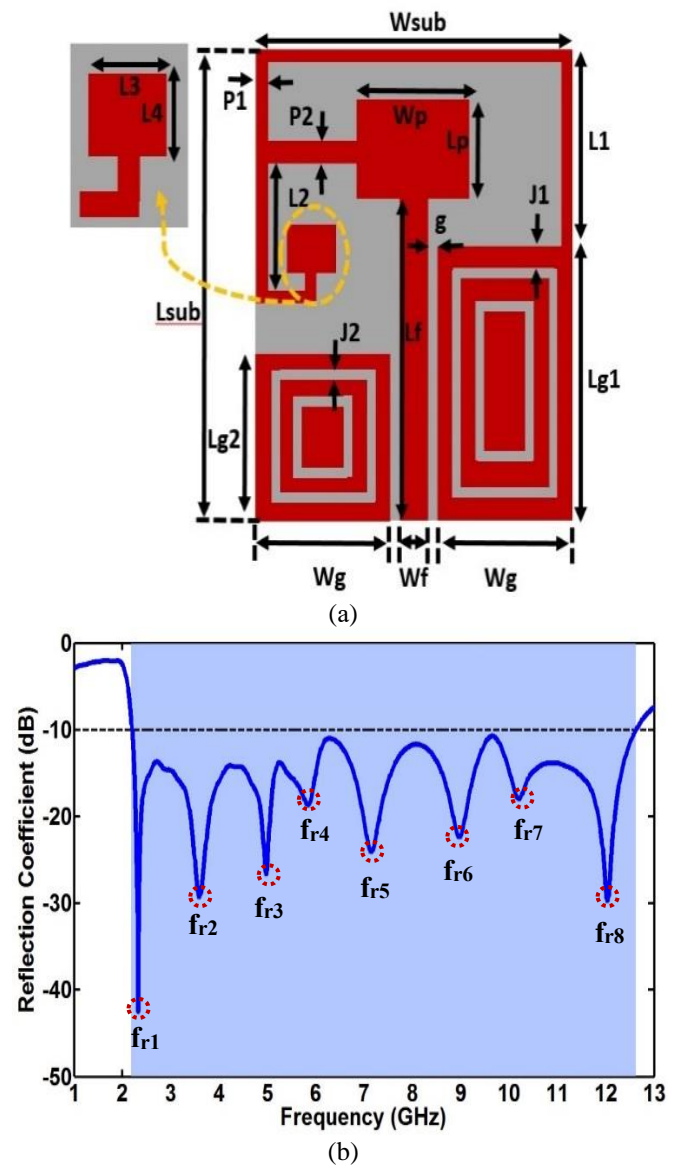 Wsub
L3
L4
P1
P2
Wp
Lp
L1
L2
g
J1
Lsub
J2
Lf
Lg1
Lg2
Wg
Wf
Wg
(a)
0
-10
-20
-30
-40
-50
Reflection Coefficient (dB)
fr1
fr2
fr3
fr4
fr5
fr6
fr7
fr8
1 2 3 4 5 6 7 8 9 10 11 12 13
Frequency (GHz)
(b)